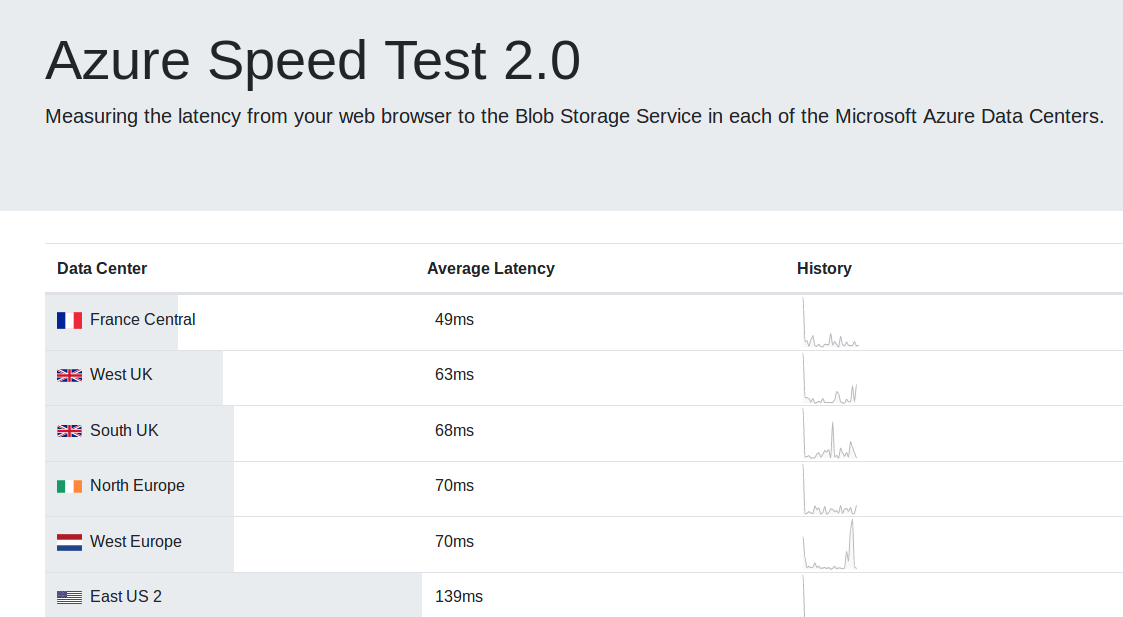 Azure Speed Test 2.0
Measuring the latency from your web browser to the Blob Storage Service in each of the Microsoft Azure Data Centers.
Data Center Average Latency History
France Central 49ms
West UK 63ms
South UK 68ms
North Europe 70ms
West Europe 70ms
East US 2 139ms